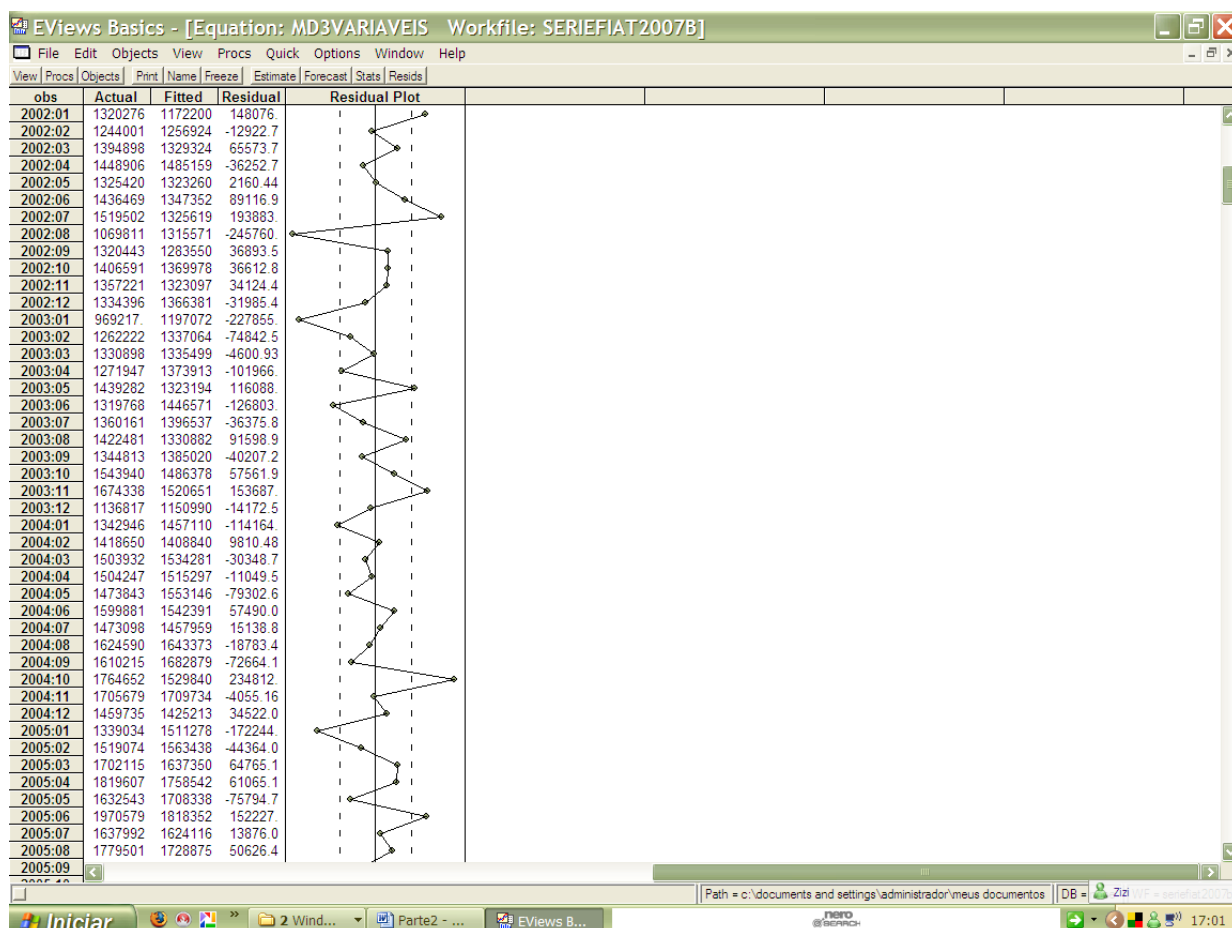 EViews Basics - [Equation: MD3VARIAVEIS Workfile: SERIEFIAT2007B]
File Edit Objects View Procs Quick Options Window Help
View Procs Objects Print Name Freeze Estimate Forecast Stats Resids
obs Actual Fitted Residual Residual Plot
2002:01 1320276 1172200 148076.
2002:02 1244001 1256924 -12922.7
2002:03 1394898 1329324 65573.7
2002:04 1448906 1485159 -36252.7
2002:05 1325420 1323260 2160.44
2002:06 1436469 1347352 89116.9
2002:07 1519502 1325619 193883.
2002:08 1069811 1315571 -245760.
2002:09 1320443 1283550 36893.5
2002:10 1406591 1369978 36612.8
2002:11 1357221 1323097 34124.4
2002:12 1334396 1366381 -31985.4
2003:01 969217. 1197072 -227855.
2003:02 1262222 1337064 -74842.5
2003:03 1330898 1335499 -4600.93
2003:04 1271947 1373913 -101966.
2003:05 1439282 1323194 116088.
2003:06 1319768 1446571 -126803.
2003:07 1360161 1396537 -36375.8
2003:08 1422481 1330882 91598.9
2003:09 1344813 1385020 -40207.2
2003:10 1543940 1486378 57561.9
2003:11 1674338 1520651 153687.
2003:12 1136817 1150990 -14172.5
2004:01 1342946 1457110 -114164.
2004:02 1418650 1408840 9810.48
2004:03 1503932 1534281 -30348.7
2004:04 1504247 1515297 -11049.5
2004:05 1473843 1553146 -79302.6
2004:06 1599881 1542391 57490.0
2004:07 1473098 1457959 15138.8
2004:08 1624590 1643373 -18783.4
2004:09 1610215 1682879 -72664.1
2004:10 1764652 1529840 234812.
2004:11 1705679 1709734 -4055.16
2004:12 1459735 1425213 34522.0
2005:01 1339034 1511278 -172244.
2005:02 1519074 1563438 -44364.0
2005:03 1702115 1637350 64765.1
2005:04 1819607 1758542 61065.1
2005:05 1632543 1708338 -75794.7
2005:06 1970579 1818352 152227.
2005:07 1637992 1624116 13876.0
2005:08 1779501 1728875 50626.4
2005:09
Path = c:\documents and settings\administrador\meus documentos DB = Zizi WF = seriefiat2007b
Iniciar » 2 Wind... Parte2 - ... EViews B... nero SEARCH 17:01